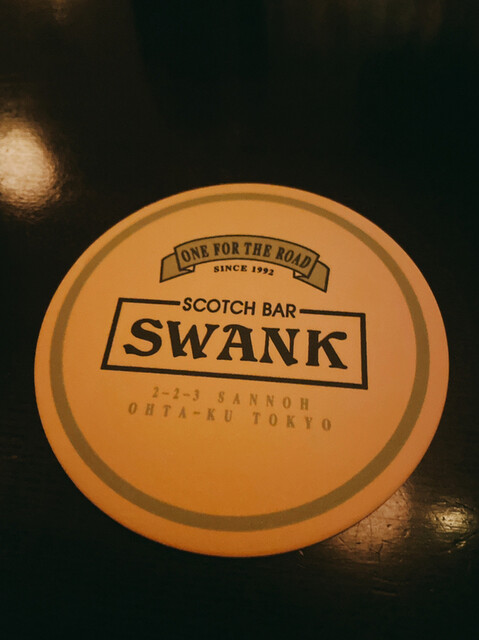 ONE FOR THE ROAD
SINCE 1992
SCOTCH BAR
SWANK
2-2-3 SANNOH
OHTA-KU TOKYO